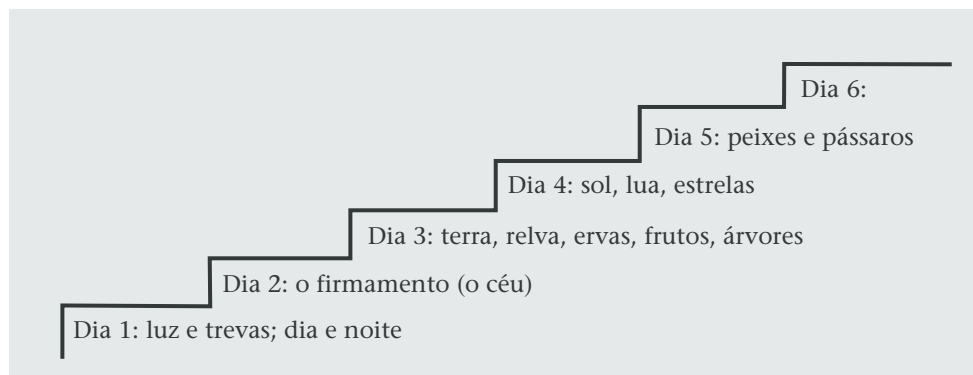 Dia 6:
Dia 5: peixes e pássaros
Dia 4: sol, lua, estrelas
Dia 3: terra, relva, ervas, frutos, árvores
Dia 2: o firmamento (o céu)
Dia 1: luz e trevas; dia e noite